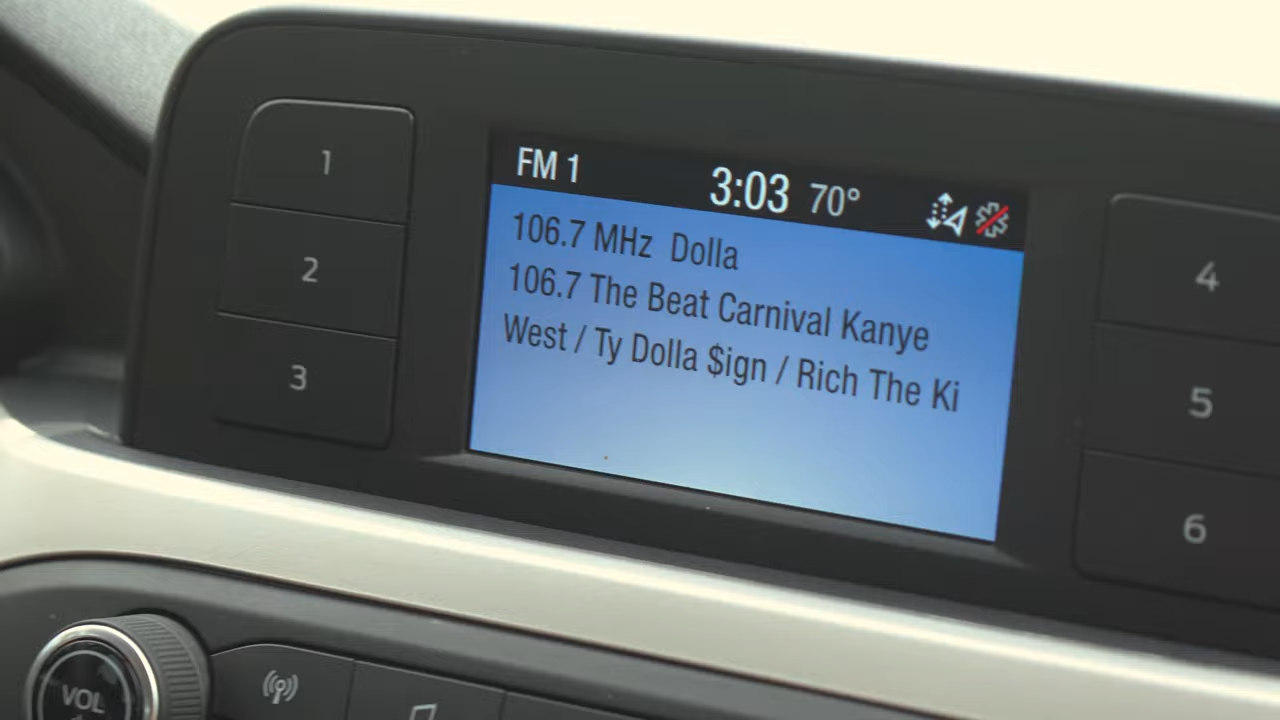 FM 1 3:03 70°
106.7 MHz Dolla
106.7 The Beat Carnival Kanye
West / Ty Dolla $ign / Rich The Ki
1
2
3
4
5
6
VOL